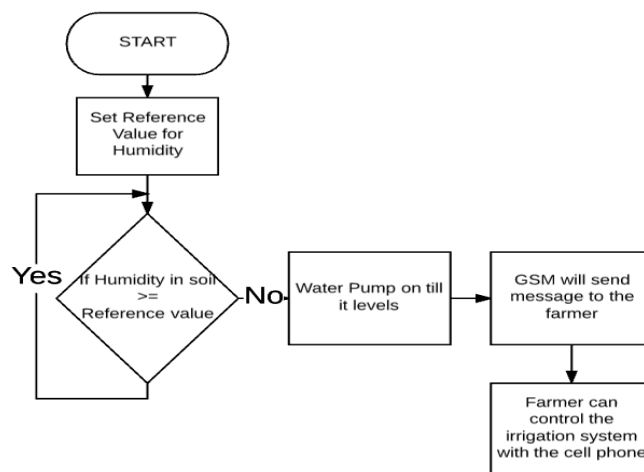 START
Set Reference
Value for
Humidity
Yes
If Humidity in soil
>=
Reference value
No
Water Pump on till
it levels
GSM will send
message to the
farmer
Farmer can
control the
irrigation system
with the cell phone